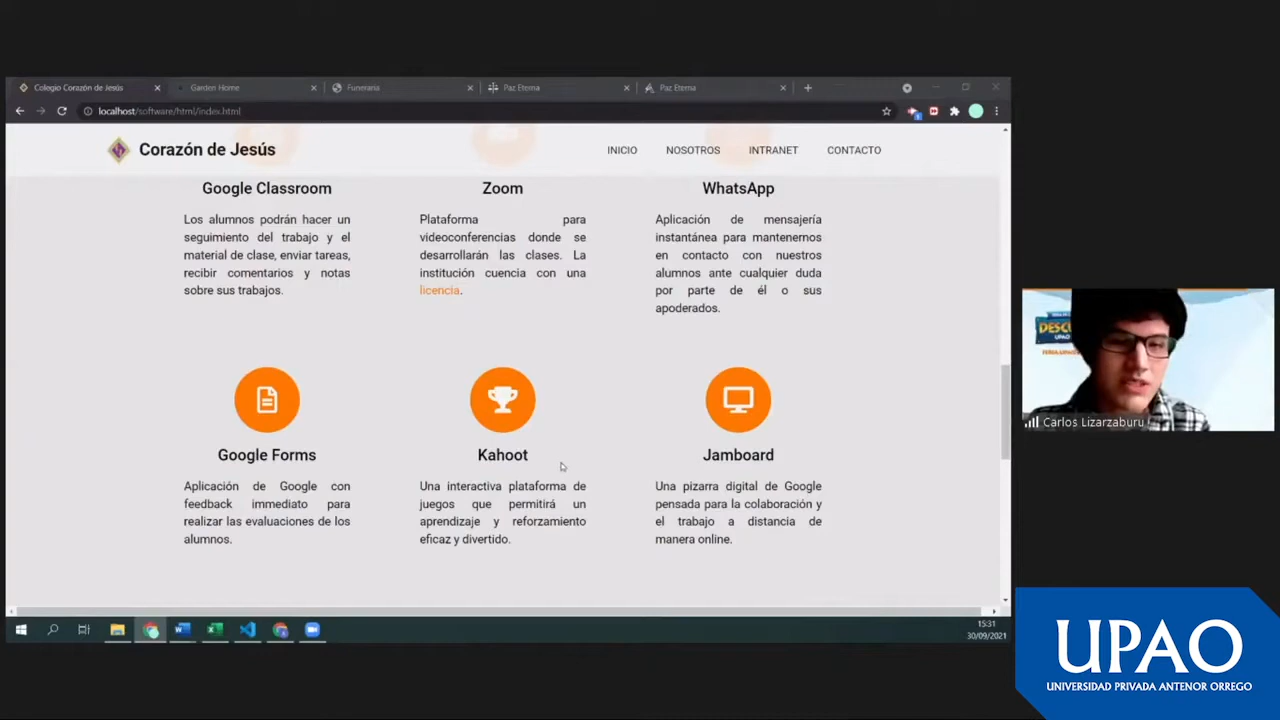 Colegio Corazón de Jesús
Garden Home
Funeraria
Paz Eterna
Paz Eterna
localhost/software/html/index.html
Corazón de Jesús
INICIO
NOSOTROS
INTRANET
CONTACTO
Google Classroom
Los alumnos podrán hacer un
seguimiento del trabajo y el
material de clase, enviar tareas,
recibir comentarios y notas
sobre sus trabajos.
Zoom
Plataforma para
videoconferencias donde se
desarrollarán las clases. La
institución cuencia con una
licencia.
WhatsApp
Aplicación de mensajería
instantánea para mantenernos
en contacto con nuestros
alumnos ante cualquier duda
por parte de él o sus
apoderados.
Google Forms
Aplicación de Google con
feedback immediato para
realizar las evaluaciones de los
alumnos.
Kahoot
Una interactiva plataforma de
juegos que permitirá un
aprendizaje y reforzamiento
eficaz y divertido.
Jamboard
Una pizarra digital de Google
pensada para la colaboración y
el trabajo a distancia de
manera online.
15:31
30/09/2021
Carlos Lizarzaburu
UPAO
UNIVERSIDAD PRIVADA ANTENOR ORREGO